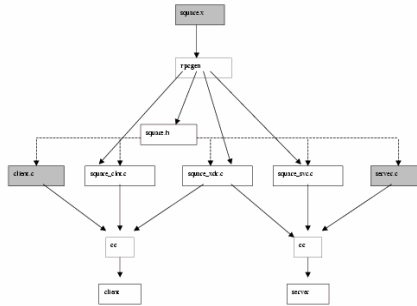 square.x
rpcgen
square.h
client.c
square_clnt.c
square_xdr.c
square_svc.c
server.c
cc
cc
client
server